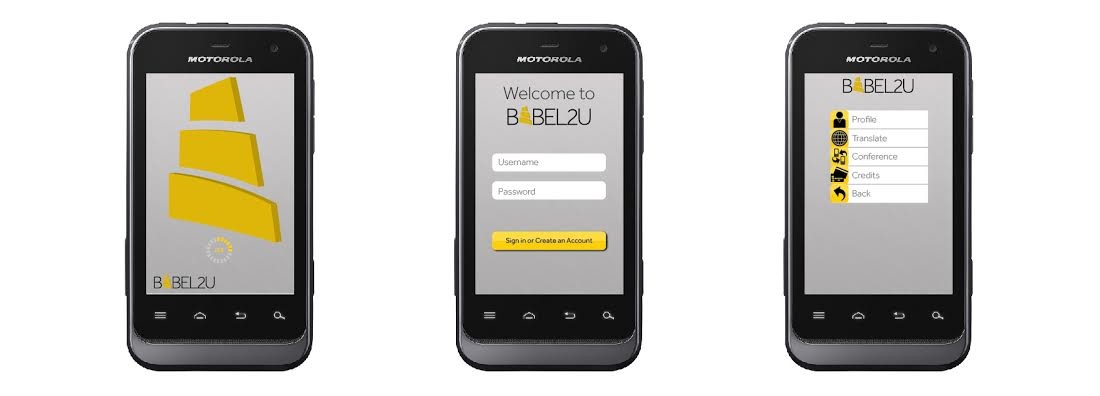 MOTOROLA
BABEL2U
MOTOROLA
Welcome to
BABEL2U
Username
Password
Sign in or Create an Account
MOTOROLA
BABEL2U
Profile
Translate
Conference
Credits
Back